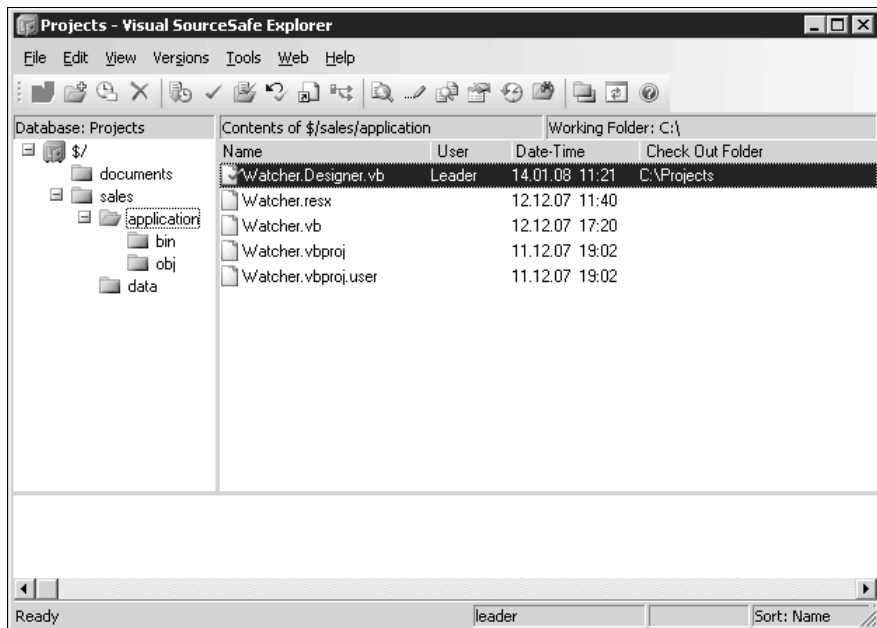 Projects - Visual SourceSafe Explorer
File Edit View Versions Tools Web Help
Database: Projects Contents of $/sales/application Working Folder: C:\
$/ Name User Date-Time Check Out Folder
documents Watcher.Designer.vb Leader 14.01.08 11:21 C:\Projects
sales Watcher.resx 12.12.07 11:40
application Watcher.vb 12.12.07 17:20
bin Watcher.vbproj 11.12.07 19:02
obj Watcher.vbproj.user 11.12.07 19:02
data
Ready leader Sort: Name